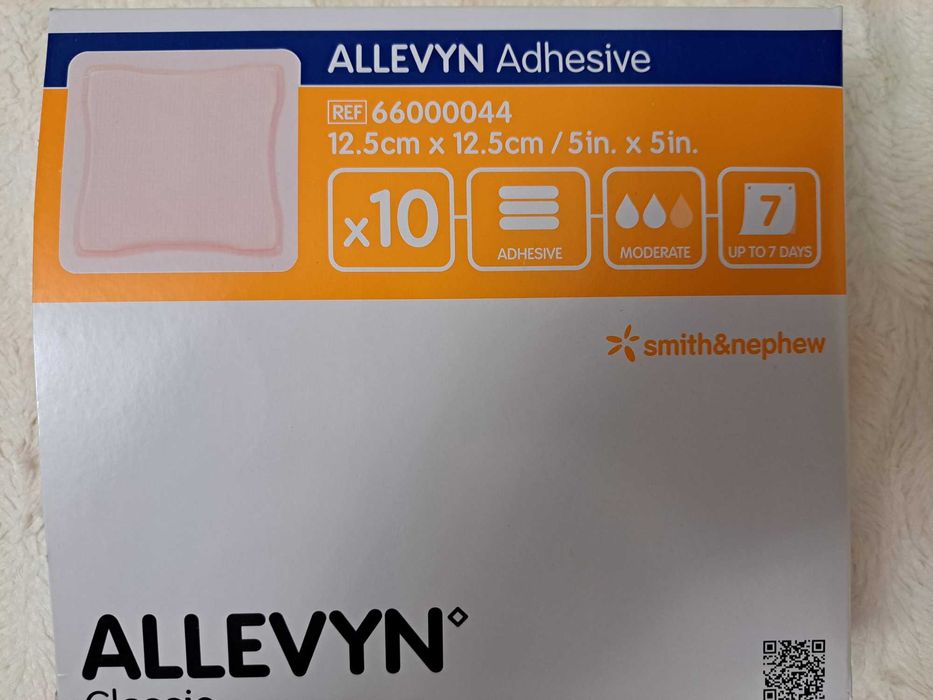 ALLEVYN Adhesive
REF 66000044
12.5cm x 12.5cm / 5in. x 5in.
x10
ADHESIVE
MODERATE
7
UP TO 7 DAYS
smith&nephew
ALLEVYN◇
Classic